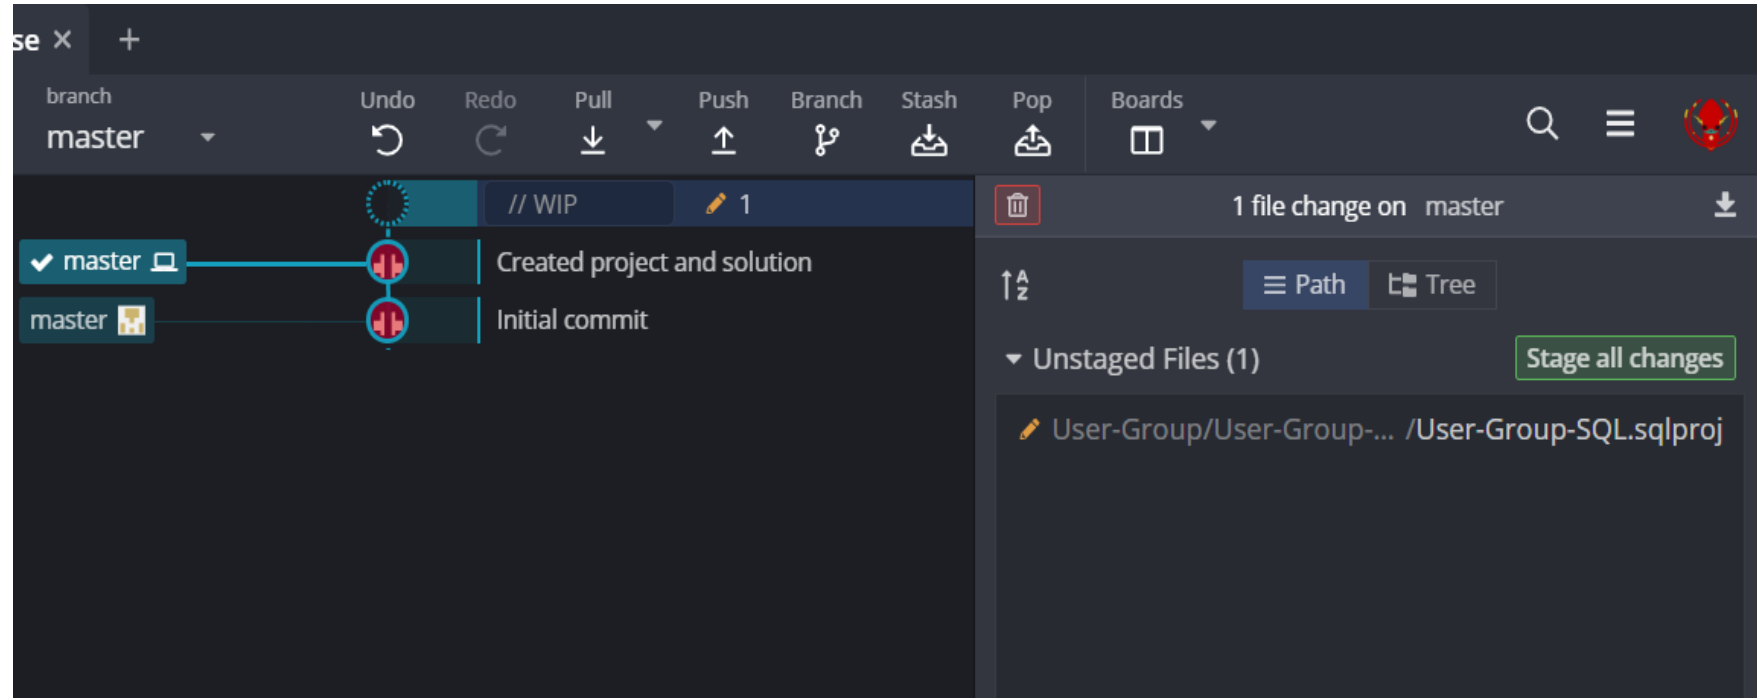 se
branch
master
Undo
Redo
Pull
Push
Branch
Stash
Pop
Boards
// WIP
1
master
Created project and solution
master
Initial commit
1 file change on master
Path
Tree
Unstaged Files (1)
Stage all changes
User-Group/User-Group-... /User-Group-SQL.sqlproj